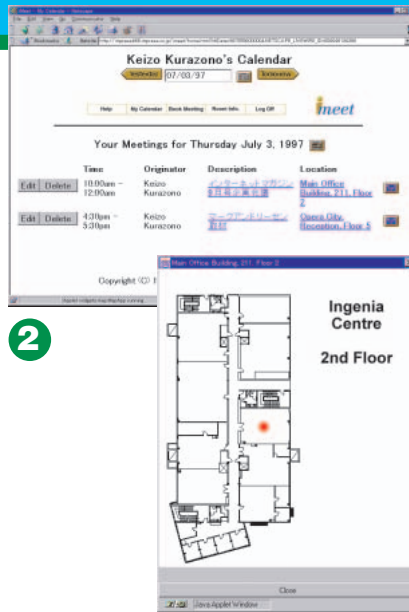 Keizo Kurazono's Calendar
Yesterday 07/03/97 Tomorrow
Help My Calendar Book Meeting Room Info. Log Off
imeet
Your Meetings for Thursday July 3, 1997
Time Originator Description Location
Edit Delete 10:00am - 12:00am Keizo Kurazono インターネットマガジン 9月号企画会議 Main Office Building, 211, Floor 2
Edit Delete 4:30pm - 5:30pm Keizo Kurazono マークアンドリーセン 取材 Opera City, Reception, Floor 5
Copyright (C)
2
Main Office Building, 211, Floor 2
Ingenia
Centre
2nd Floor
Close
Java Applet Window